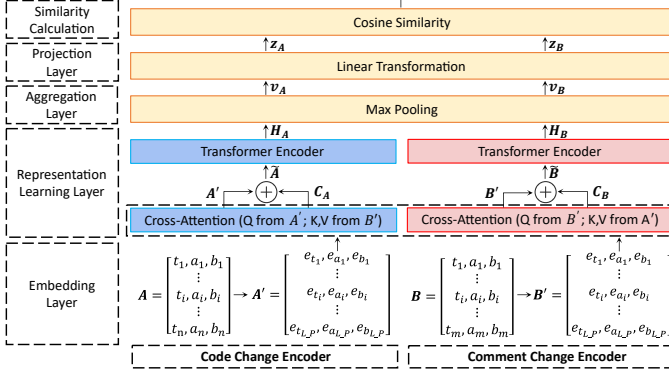 Similarity
Calculation
Cosine Similarity
z_A
z_B
Projection
Layer
Linear Transformation
v_A
v_B
Aggregation
Layer
Max Pooling
H_A
H_B
Representation
Learning Layer
Transformer Encoder
Transformer Encoder
Ã
B̃
A′
+
C_A
B′
+
C_B
Cross-Attention (Q from A′; K,V from B′)
Cross-Attention (Q from B′; K,V from A′)
Embedding
Layer
A = [t_1, a_1, b_1 ⋮ t_i, a_i, b_i ⋮ t_n, a_n, b_n] → A′ = [e_{t_1}, e_{a_1}, e_{b_1} ⋮ e_{t_i}, e_{a_i}, e_{b_i} ⋮ e_{t_{L_P}}, e_{a_{L_P}}, e_{b_{L_P}}]
B = [t_1, a_1, b_1 ⋮ t_i, a_i, b_i ⋮ t_m, a_m, b_m] → B′ = [e_{t_1}, e_{a_1}, e_{b_1} ⋮ e_{t_i}, e_{a_i}, e_{b_i} ⋮ e_{t_{L_P}}, e_{a_{L_P}}, e_{b_{L_P}}]
Code Change Encoder
Comment Change Encoder